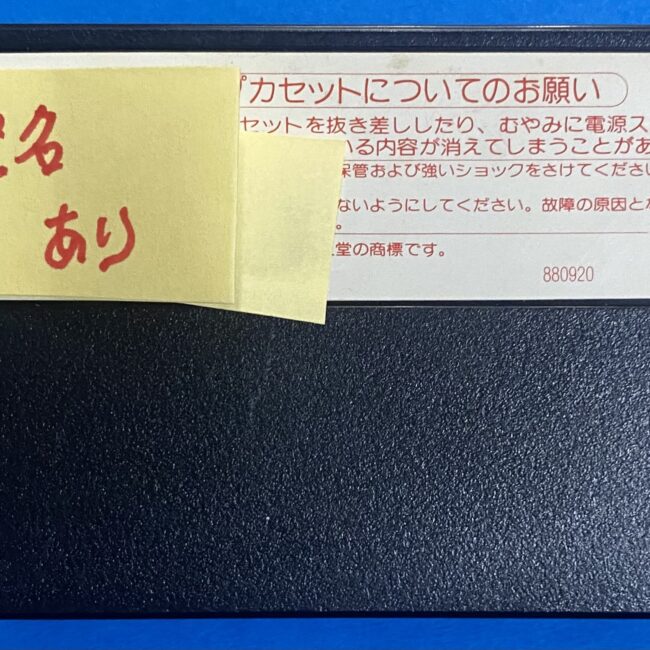 名
あり
プカセットについてのお願い
セットを抜き差ししたり、むやみに電源ス
いる内容が消えてしまうことがあ
保管および強いショックをさけてくださ
ないようにしてください。故障の原因と
。
堂の商標です。
880920